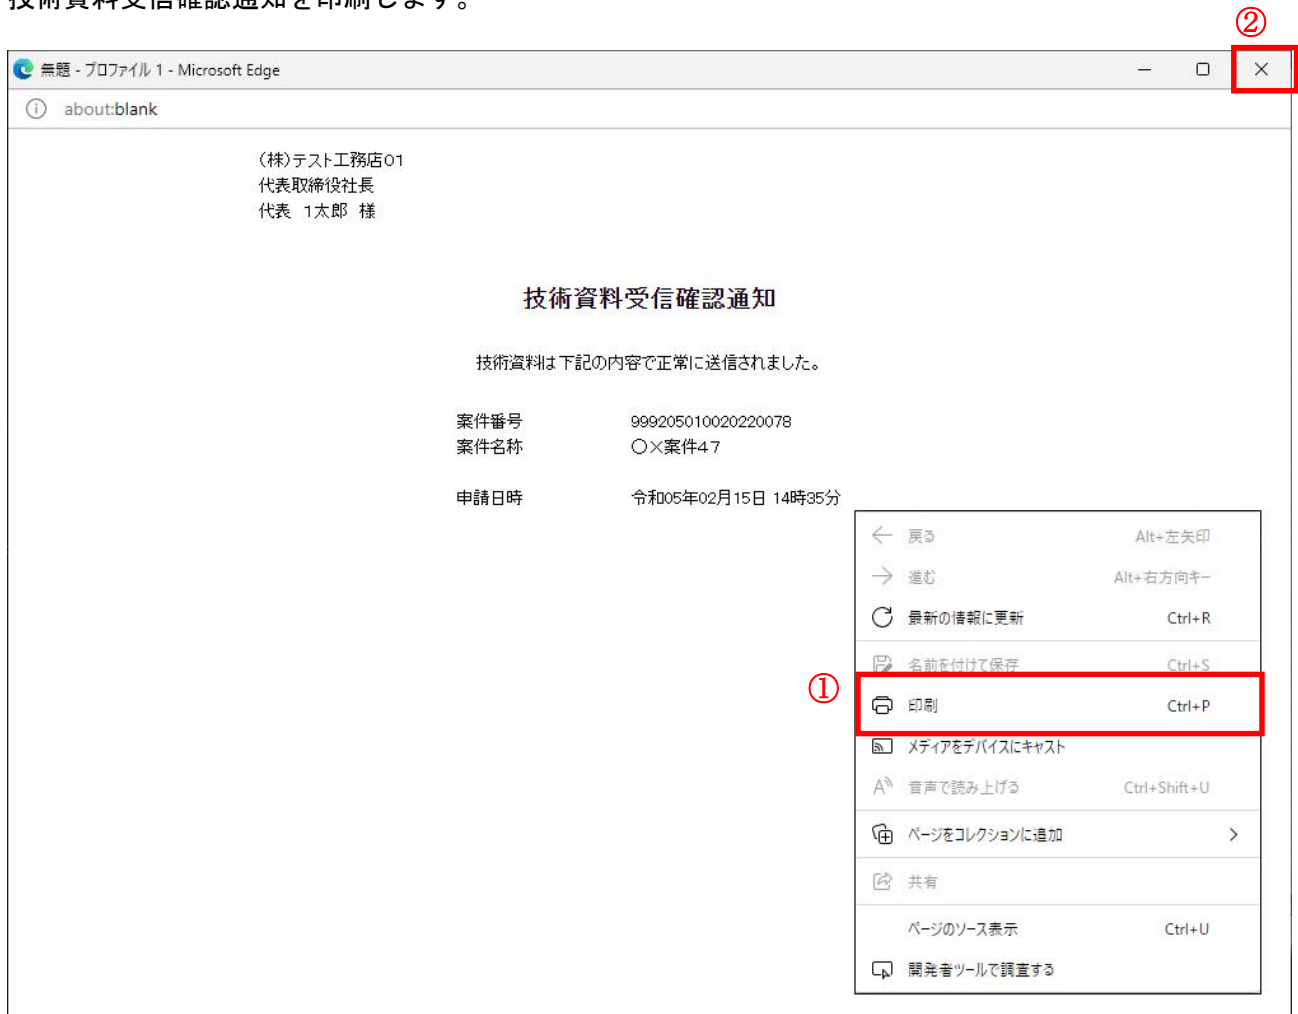 技術資料受信確認通知を印刷します。
②
無題 - プロファイル 1 - Microsoft Edge
about:blank
(株)テスト工務店01
代表取締役社長
代表 1太郎 様
技術資料受信確認通知
技術資料は下記の内容で正常に送信されました。
案件番号 999205010020220078
案件名称 〇×案件47
申請日時 令和05年02月15日 14時35分
戻る Alt+左矢印
進む Alt+右方向キー
最新の情報に更新 Ctrl+R
名前を付けて保存 Ctrl+S
① 印刷 Ctrl+P
メディアをデバイスにキャスト
音声で読み上げる Ctrl+Shift+U
ページをコレクションに追加
共有
ページのソース表示 Ctrl+U
開発者ツールで調査する